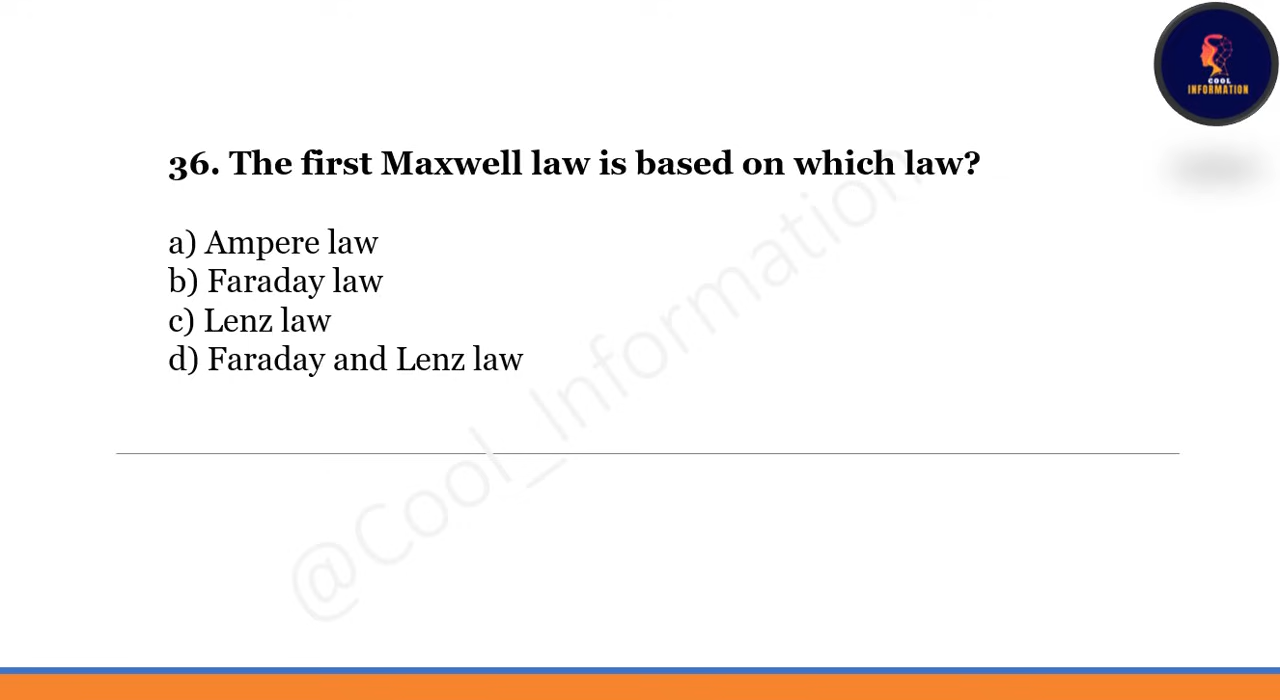 COOL
INFORMATION
36. The first Maxwell law is based on which law?
a) Ampere law
b) Faraday law
c) Lenz law
d) Faraday and Lenz law
@Cool_Information